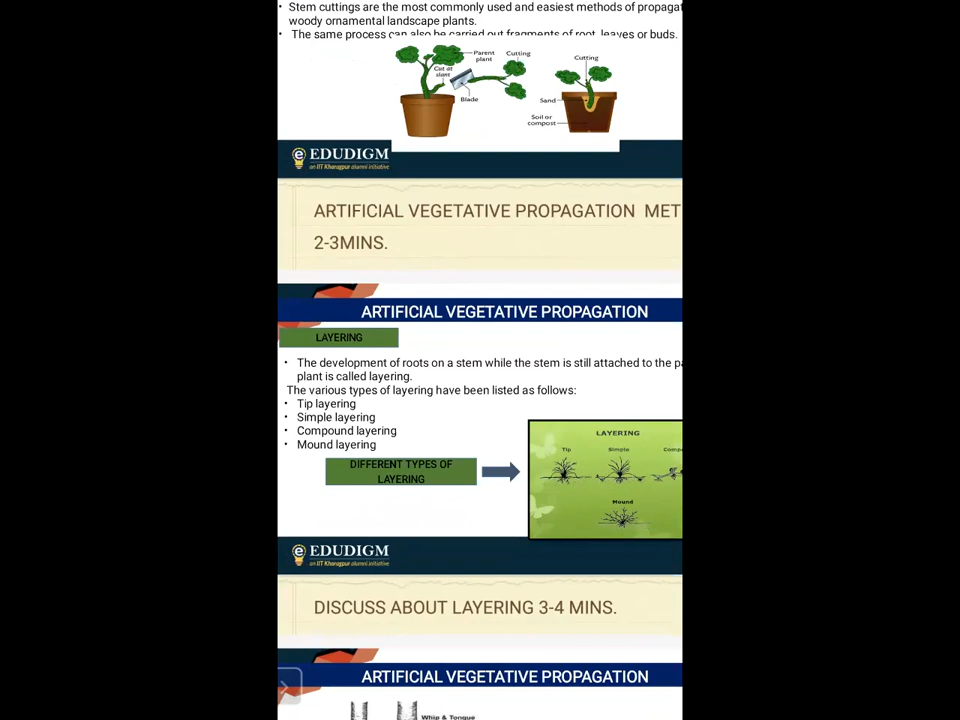 • Stem cuttings are the most commonly used and easiest methods of propagat
woody ornamental landscape plants.
• The same process can also be carried out fragments of root, leaves or buds.
Parent plant
Cutting
Cut at slant
Blade
Cutting
Sand
Soil or compost
EDUDIGM
an IIT Kharagpur alumni initiative
ARTIFICIAL VEGETATIVE PROPAGATION MET
2-3MINS.
ARTIFICIAL VEGETATIVE PROPAGATION
LAYERING
• The development of roots on a stem while the stem is still attached to the pa
plant is called layering.
The various types of layering have been listed as follows:
• Tip layering
• Simple layering
• Compound layering
• Mound layering
DIFFERENT TYPES OF
LAYERING
LAYERING
Tip
Simple
Compo
Mound
EDUDIGM
an IIT Kharagpur alumni initiative
DISCUSS ABOUT LAYERING 3-4 MINS.
ARTIFICIAL VEGETATIVE PROPAGATION
Whip & Tongue